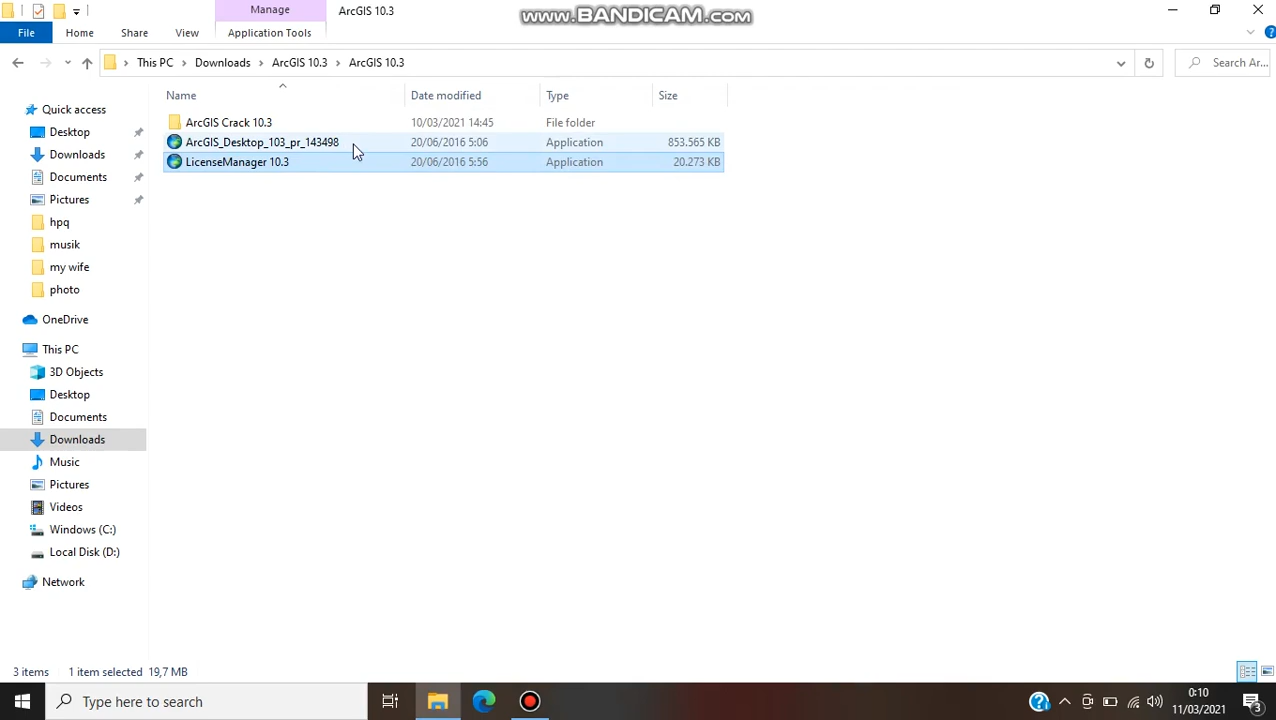 Manage
ArcGIS 10.3
www.BANDICAM.com
File
Home
Share
View
Application Tools
This PC
Downloads
ArcGIS 10.3
ArcGIS 10.3
Search Ar...
Name
Date modified
Type
Size
ArcGIS Crack 10.3
10/03/2021 14:45
File folder
ArcGIS_Desktop_103_pr_143498
20/06/2016 5:06
Application
853.565 KB
LicenseManager 10.3
20/06/2016 5:56
Application
20.273 KB
Quick access
Desktop
Downloads
Documents
Pictures
hpq
musik
my wife
photo
OneDrive
This PC
3D Objects
Desktop
Documents
Downloads
Music
Pictures
Videos
Windows (C:)
Local Disk (D:)
Network
3 items
1 item selected 19,7 MB
Type here to search
0:10
11/03/2021
3